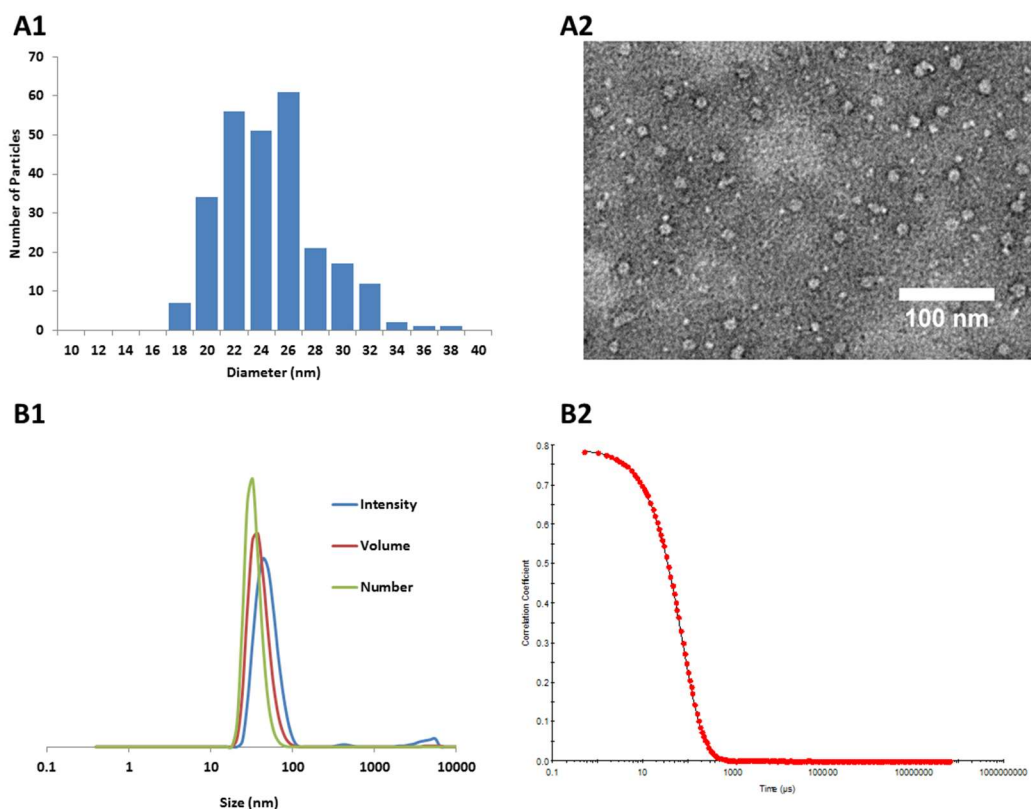 A1
A2
70
60
50
40
30
20
10
0
Number of Particles
10 12 14 16 18 20 22 24 26 28 30 32 34 36 38 40
Diameter (nm)
100 nm
B1
B2
Intensity
Volume
Number
0.1 1 10 100 1000 10000
Size (nm)
0.8
0.7
0.6
0.5
0.4
0.3
0.2
0.1
0.0
Correlation Coefficient
0.1 10 1000 100000 10000000 1000000000
Time (µs)